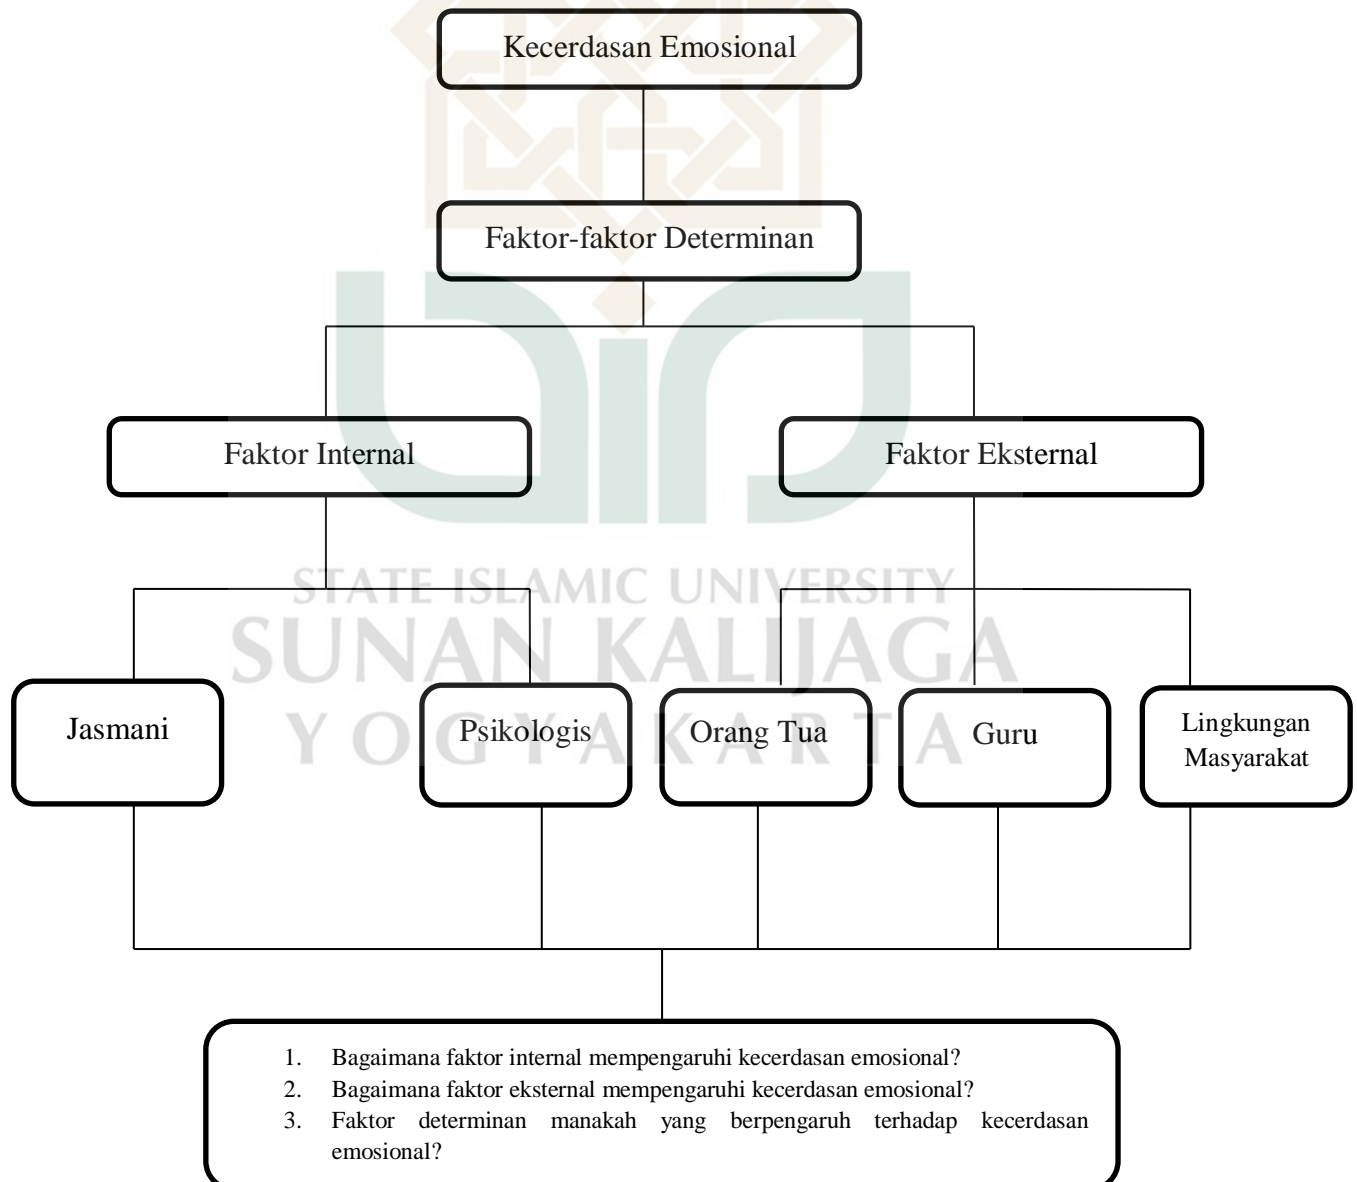 Kecerdasan Emosional
Faktor-faktor Determinan
Faktor Internal
Faktor Eksternal
STATE ISLAMIC UNIVERSITY
SUNAN KALIJAGA
YOGYAKARTA
Jasmani
Psikologis
Orang Tua
Guru
Lingkungan
Masyarakat
1. Bagaimana faktor internal mempengaruhi kecerdasan emosional?
2. Bagaimana faktor eksternal mempengaruhi kecerdasan emosional?
3. Faktor determinan manakah yang berpengaruh terhadap kecerdasan
emosional?